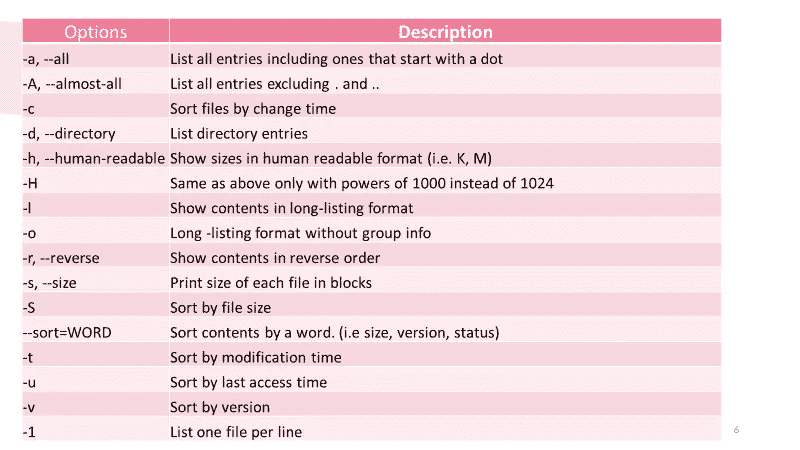 Options Description
-a, --all List all entries including ones that start with a dot
-A, --almost-all List all entries excluding . and ..
-c Sort files by change time
-d, --directory List directory entries
-h, --human-readable Show sizes in human readable format (i.e. K, M)
-H Same as above only with powers of 1000 instead of 1024
-l Show contents in long-listing format
-o Long -listing format without group info
-r, --reverse Show contents in reverse order
-s, --size Print size of each file in blocks
-S Sort by file size
--sort=WORD Sort contents by a word. (i.e size, version, status)
-t Sort by modification time
-u Sort by last access time
-v Sort by version
-1 List one file per line
6